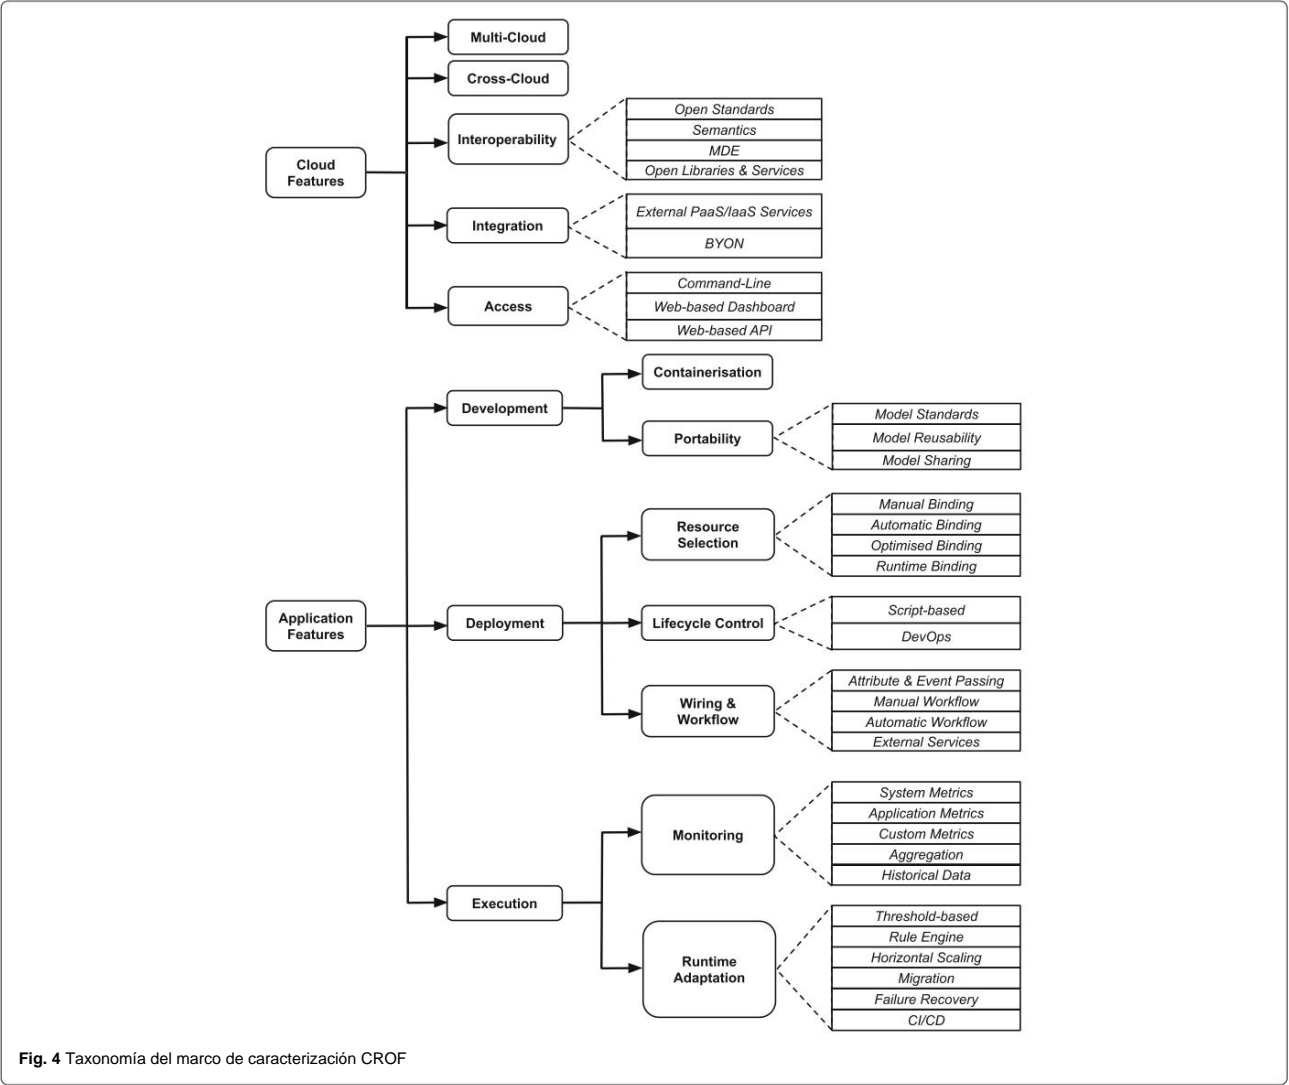 Multi-Cloud
Cross-Cloud
Interoperability
Open Standards
Semantics
MDE
Open Libraries & Services
Cloud
Features
Integration
External PaaS/IaaS Services
BYON
Access
Command-Line
Web-based Dashboard
Web-based API
Containerisation
Development
Portability
Model Standards
Model Reusability
Model Sharing
Resource
Selection
Manual Binding
Automatic Binding
Optimised Binding
Runtime Binding
Application
Features
Deployment
Lifecycle Control
Script-based
DevOps
Wiring &
Workflow
Attribute & Event Passing
Manual Workflow
Automatic Workflow
External Services
Monitoring
System Metrics
Application Metrics
Custom Metrics
Aggregation
Historical Data
Execution
Runtime
Adaptation
Threshold-based
Rule Engine
Horizontal Scaling
Migration
Failure Recovery
CI/CD
Fig. 4 Taxonomía del marco de caracterización CROF